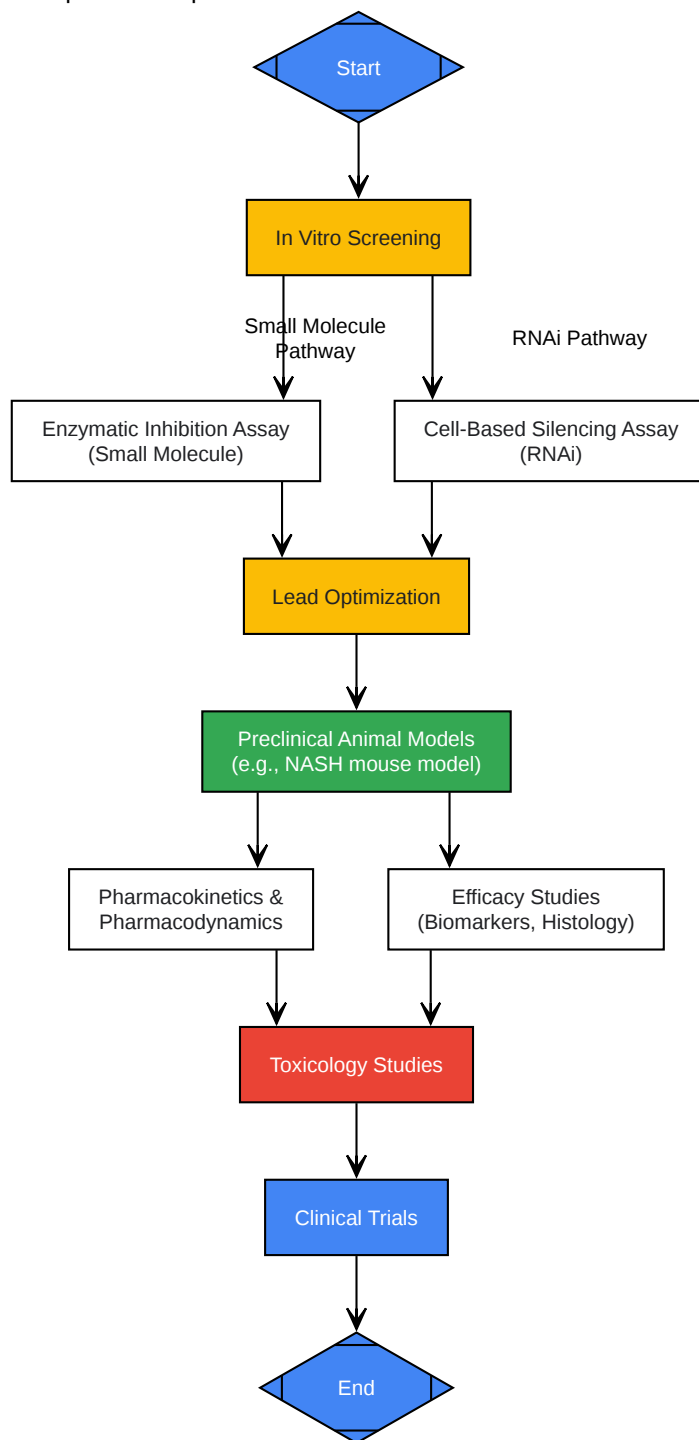 Start
In Vitro Screening
Small Molecule
Pathway
RNAi Pathway
Enzymatic Inhibition Assay
(Small Molecule)
Cell-Based Silencing Assay
(RNAi)
Lead Optimization
Preclinical Animal Models
(e.g., NASH mouse model)
Pharmacokinetics &
Pharmacodynamics
Efficacy Studies
(Biomarkers, Histology)
Toxicology Studies
Clinical Trials
End